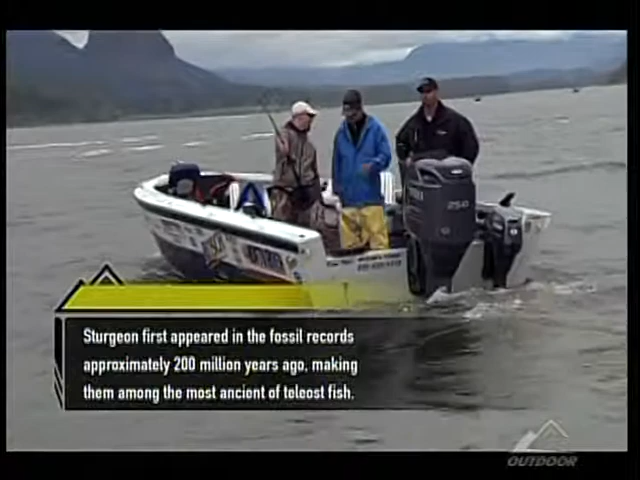 250
Sturgeon first appeared in the fossil records
approximately 200 million years ago, making
them among the most ancient of teleost fish.
OUTDOOR